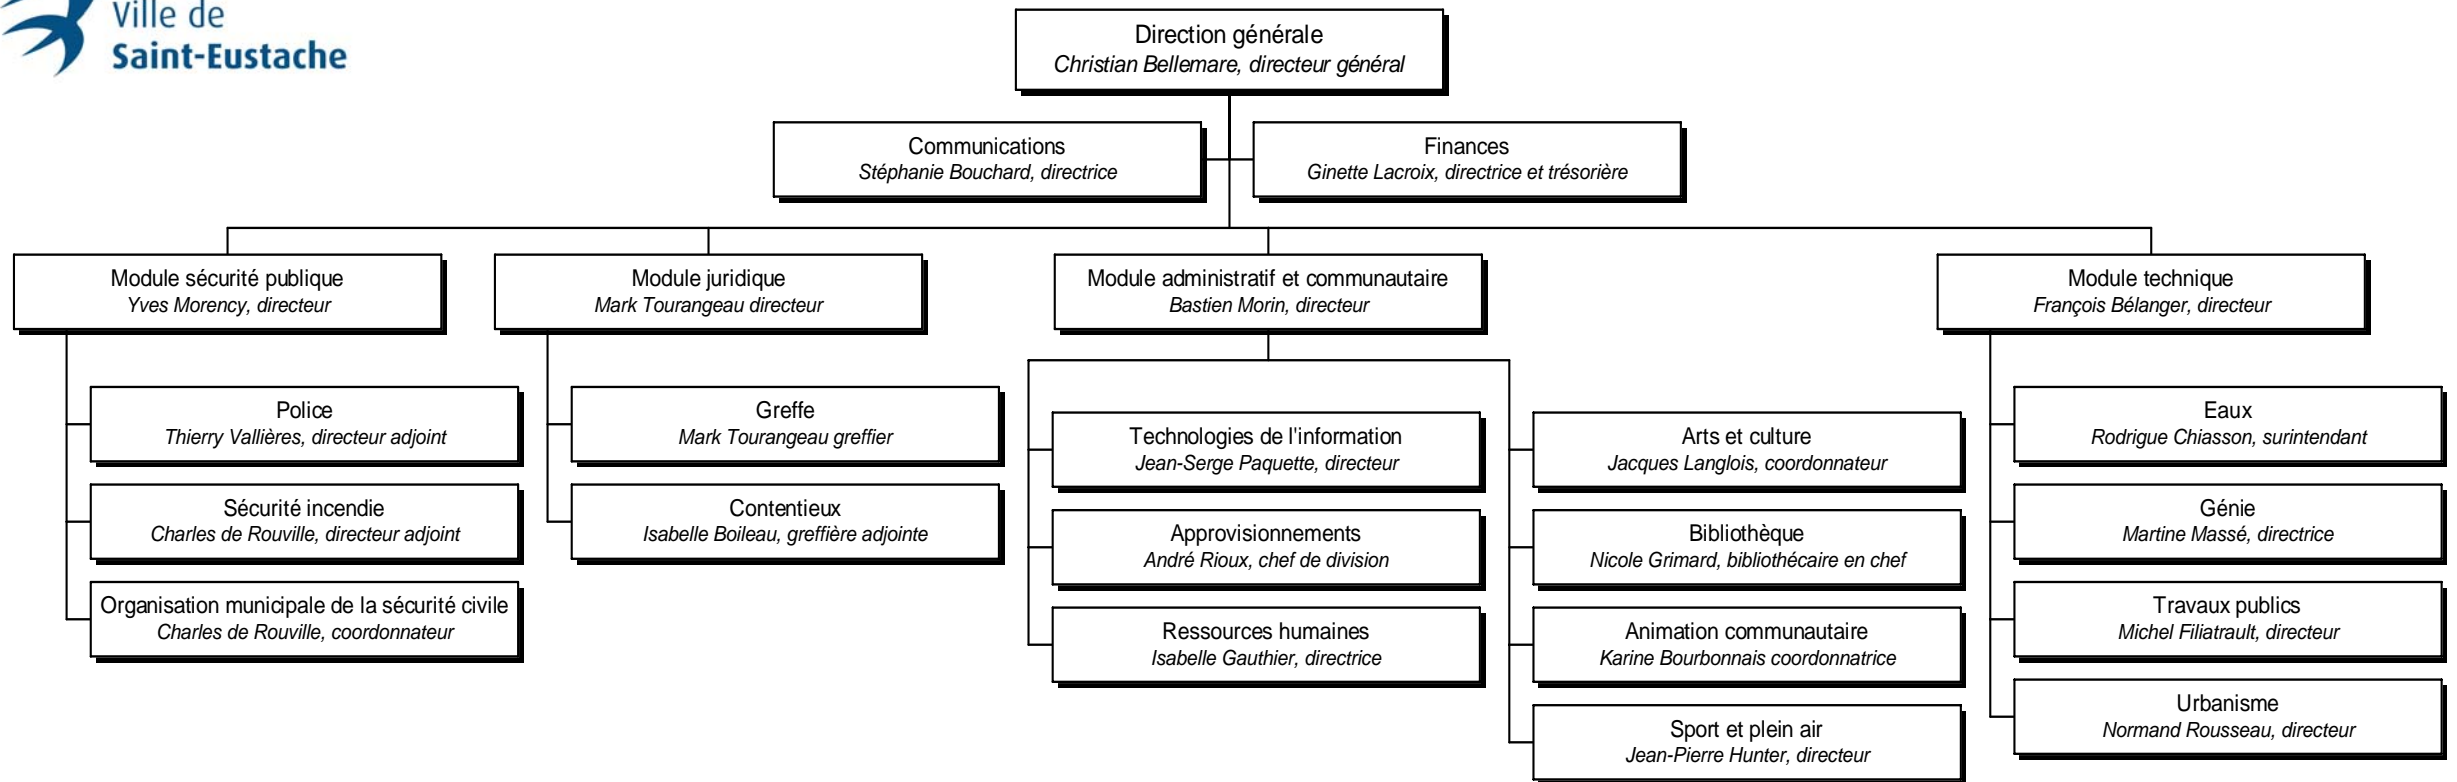 Ville de
Saint-Eustache
Direction générale
Christian Bellemare, directeur général
Communications
Stéphanie Bouchard, directrice
Finances
Ginette Lacroix, directrice et trésorière
Module sécurité publique
Yves Morency, directeur
Module juridique
Mark Tourangeau directeur
Module administratif et communautaire
Bastien Morin, directeur
Module technique
François Bélanger, directeur
Police
Thierry Vallières, directeur adjoint
Sécurité incendie
Charles de Rouville, directeur adjoint
Organisation municipale de la sécurité civile
Charles de Rouville, coordonnateur
Greffe
Mark Tourangeau greffier
Contentieux
Isabelle Boileau, greffière adjointe
Technologies de l'information
Jean-Serge Paquette, directeur
Approvisionnements
André Rioux, chef de division
Ressources humaines
Isabelle Gauthier, directrice
Arts et culture
Jacques Langlois, coordonnateur
Bibliothèque
Nicole Grimard, bibliothécaire en chef
Animation communautaire
Karine Bourbonnais coordonnatrice
Sport et plein air
Jean-Pierre Hunter, directeur
Eaux
Rodrigue Chiasson, surintendant
Génie
Martine Massé, directrice
Travaux publics
Michel Filiatrault, directeur
Urbanisme
Normand Rousseau, directeur